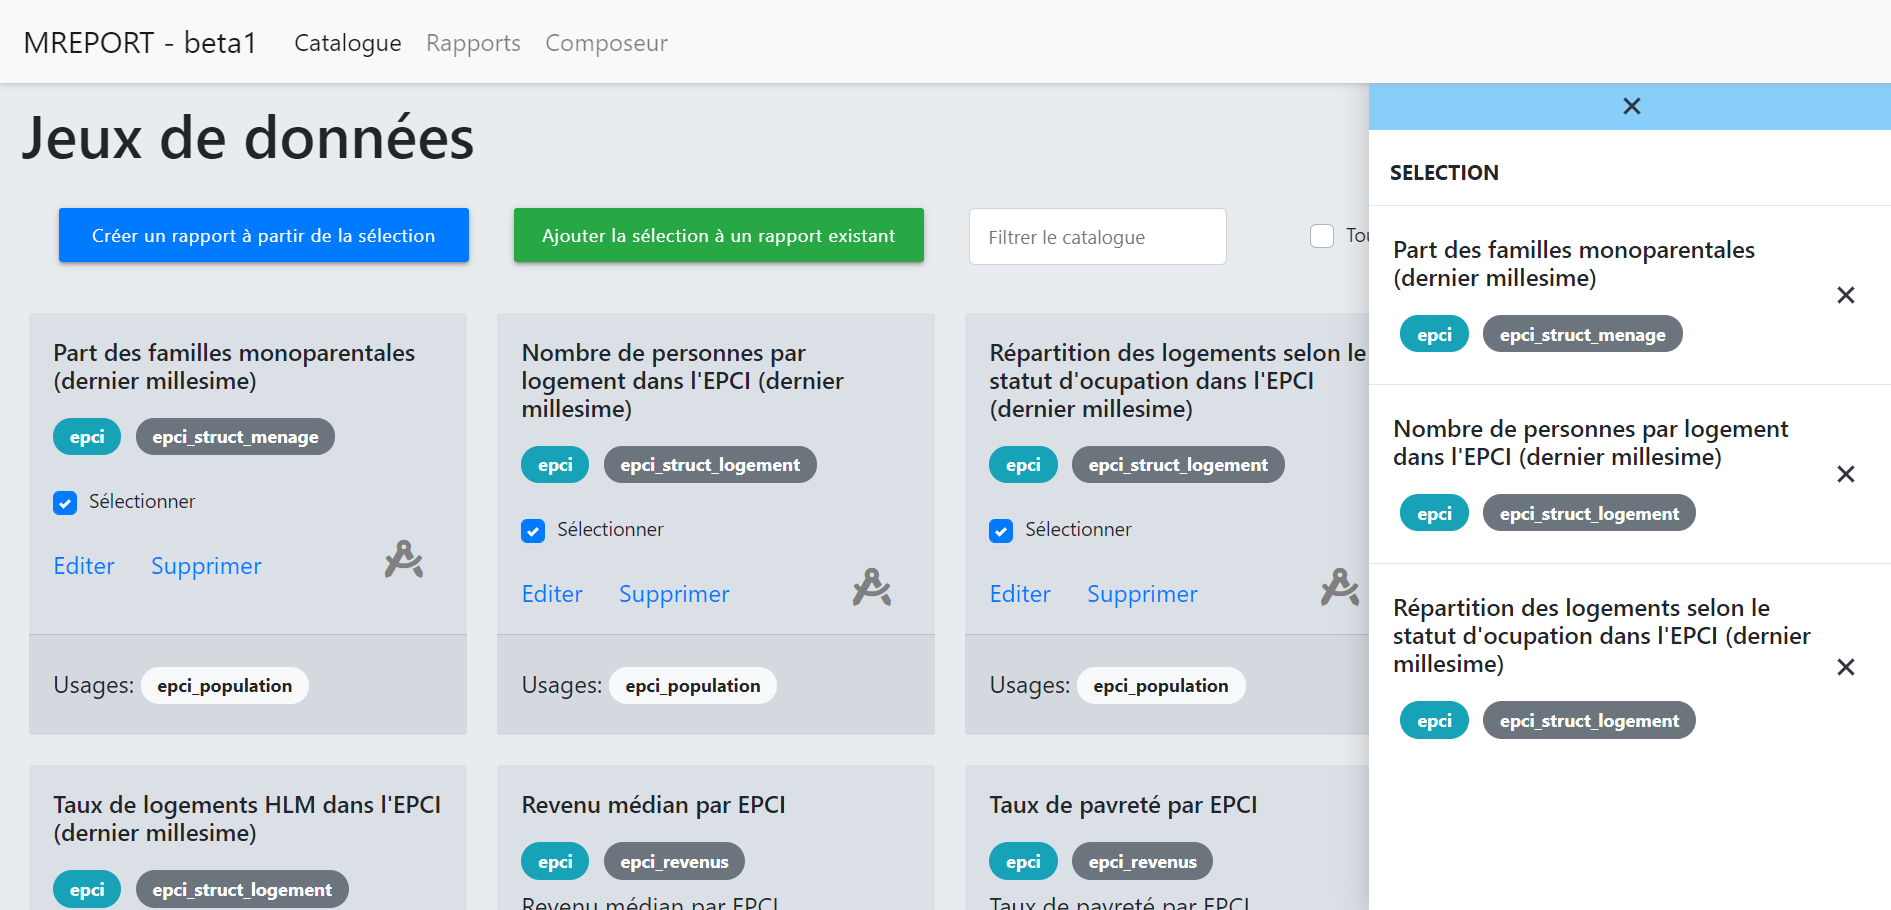 MREPORT - beta1 Catalogue Rapports Composeur
Jeux de données
Créer un rapport à partir de la sélection
Ajouter la sélection à un rapport existant
Filtrer le catalogue
Part des familles monoparentales
(dernier millesime)
epci epci_struct_menage
Sélectionner
Editer Supprimer
Usages: epci_population
Nombre de personnes par
logement dans l'EPCI (dernier
millesime)
epci epci_struct_logement
Sélectionner
Editer Supprimer
Usages: epci_population
Répartition des logements selon le
statut d'ocupation dans l'EPCI
(dernier millesime)
epci epci_struct_logement
Sélectionner
Editer Supprimer
Usages: epci_population
Taux de logements HLM dans l'EPCI
(dernier millesime)
epci epci_struct_logement
Revenu médian par EPCI
epci epci_revenus
Revenu médian par EPCI
Taux de pavreté par EPCI
epci epci_revenus
Taux de pavreté par EPCI
SELECTION
Part des familles monoparentales
(dernier millesime)
epci epci_struct_menage
Nombre de personnes par logement
dans l'EPCI (dernier millesime)
epci epci_struct_logement
Répartition des logements selon le
statut d'ocupation dans l'EPCI (dernier
millesime)
epci epci_struct_logement